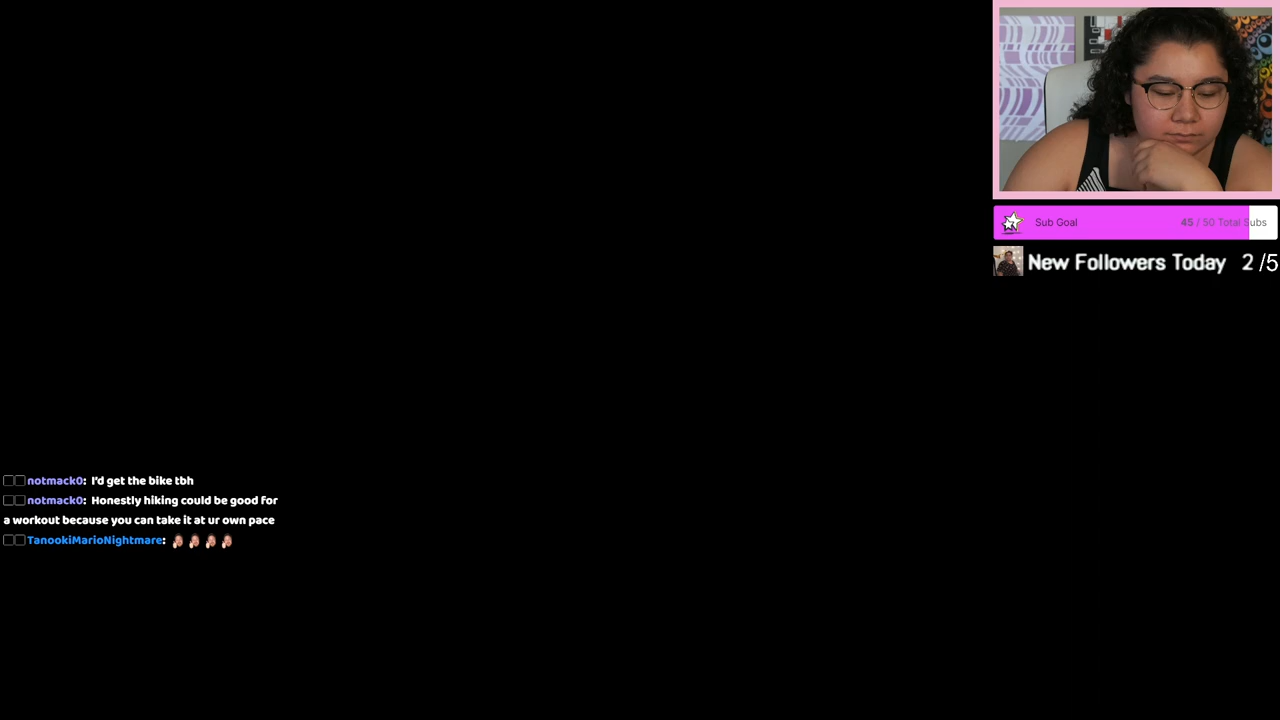 Sub Goal 45 / 50 Total Subs
New Followers Today 2 /5
notmack0: I'd get the bike tbh
notmack0: Honestly hiking could be good for
a workout because you can take it at ur own pace
TanookiMarioNightmare: